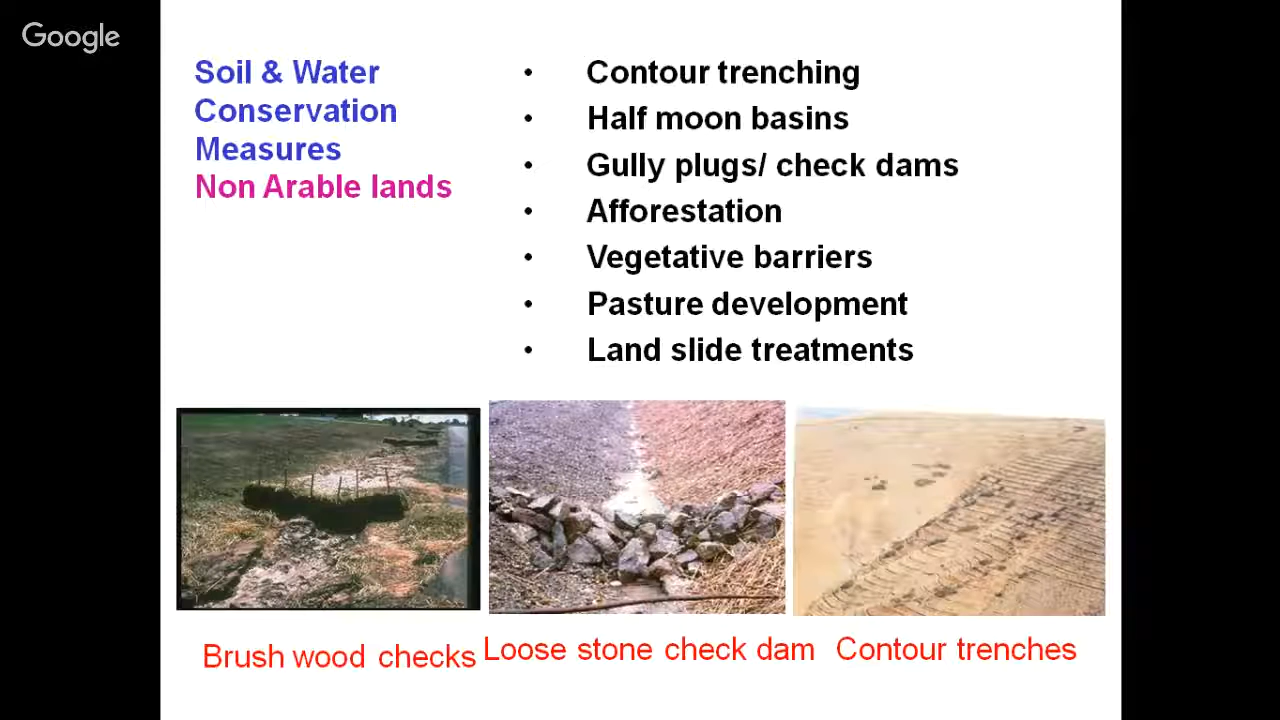 Google
Soil & Water
Conservation
Measures
Non Arable lands
• Contour trenching
• Half moon basins
• Gully plugs/ check dams
• Afforestation
• Vegetative barriers
• Pasture development
• Land slide treatments
Brush wood checks
Loose stone check dam
Contour trenches